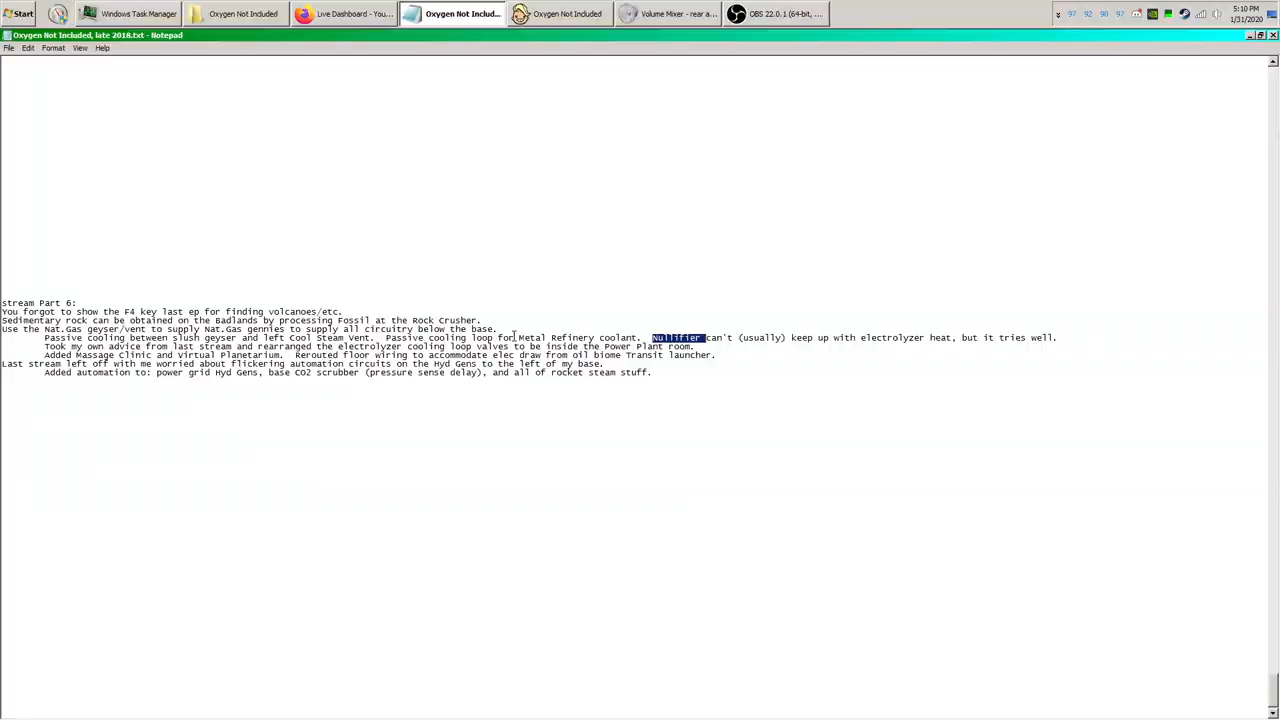 Start
Windows Task Manager
Oxygen Not Included
Live Dashboard - You...
Oxygen Not Includ...
Oxygen Not Included
Volume Mixer - rear a...
OBS 22.0.1 (64-bit, ...
97 92 90 97
5:10 PM
1/31/2020
Oxygen Not Included, late 2018.txt - Notepad
File Edit Format View Help
stream Part 6:
You forgot to show the F4 key last ep for finding volcanoes/etc.
Sedimentary rock can be obtained on the Badlands by processing Fossil at the Rock Crusher.
Use the Nat.Gas geyser/vent to supply Nat.Gas gennies to supply all circuitry below the base.
Passive cooling between slush geyser and left Cool Steam Vent.  Passive cooling loop for Metal Refinery coolant.  Nullifier can't (usually) keep up with electrolyzer heat, but it tries well.
Took my own advice from last stream and rearranged the electrolyzer cooling loop valves to be inside the Power Plant room.
Added Massage Clinic and Virtual Planetarium.  Rerouted floor wiring to accommodate elec draw from oil biome Transit launcher.
Last stream left off with me worried about flickering automation circuits on the Hyd Gens to the left of my base.
Added automation to: power grid Hyd Gens, base CO2 scrubber (pressure sense delay), and all of rocket steam stuff.